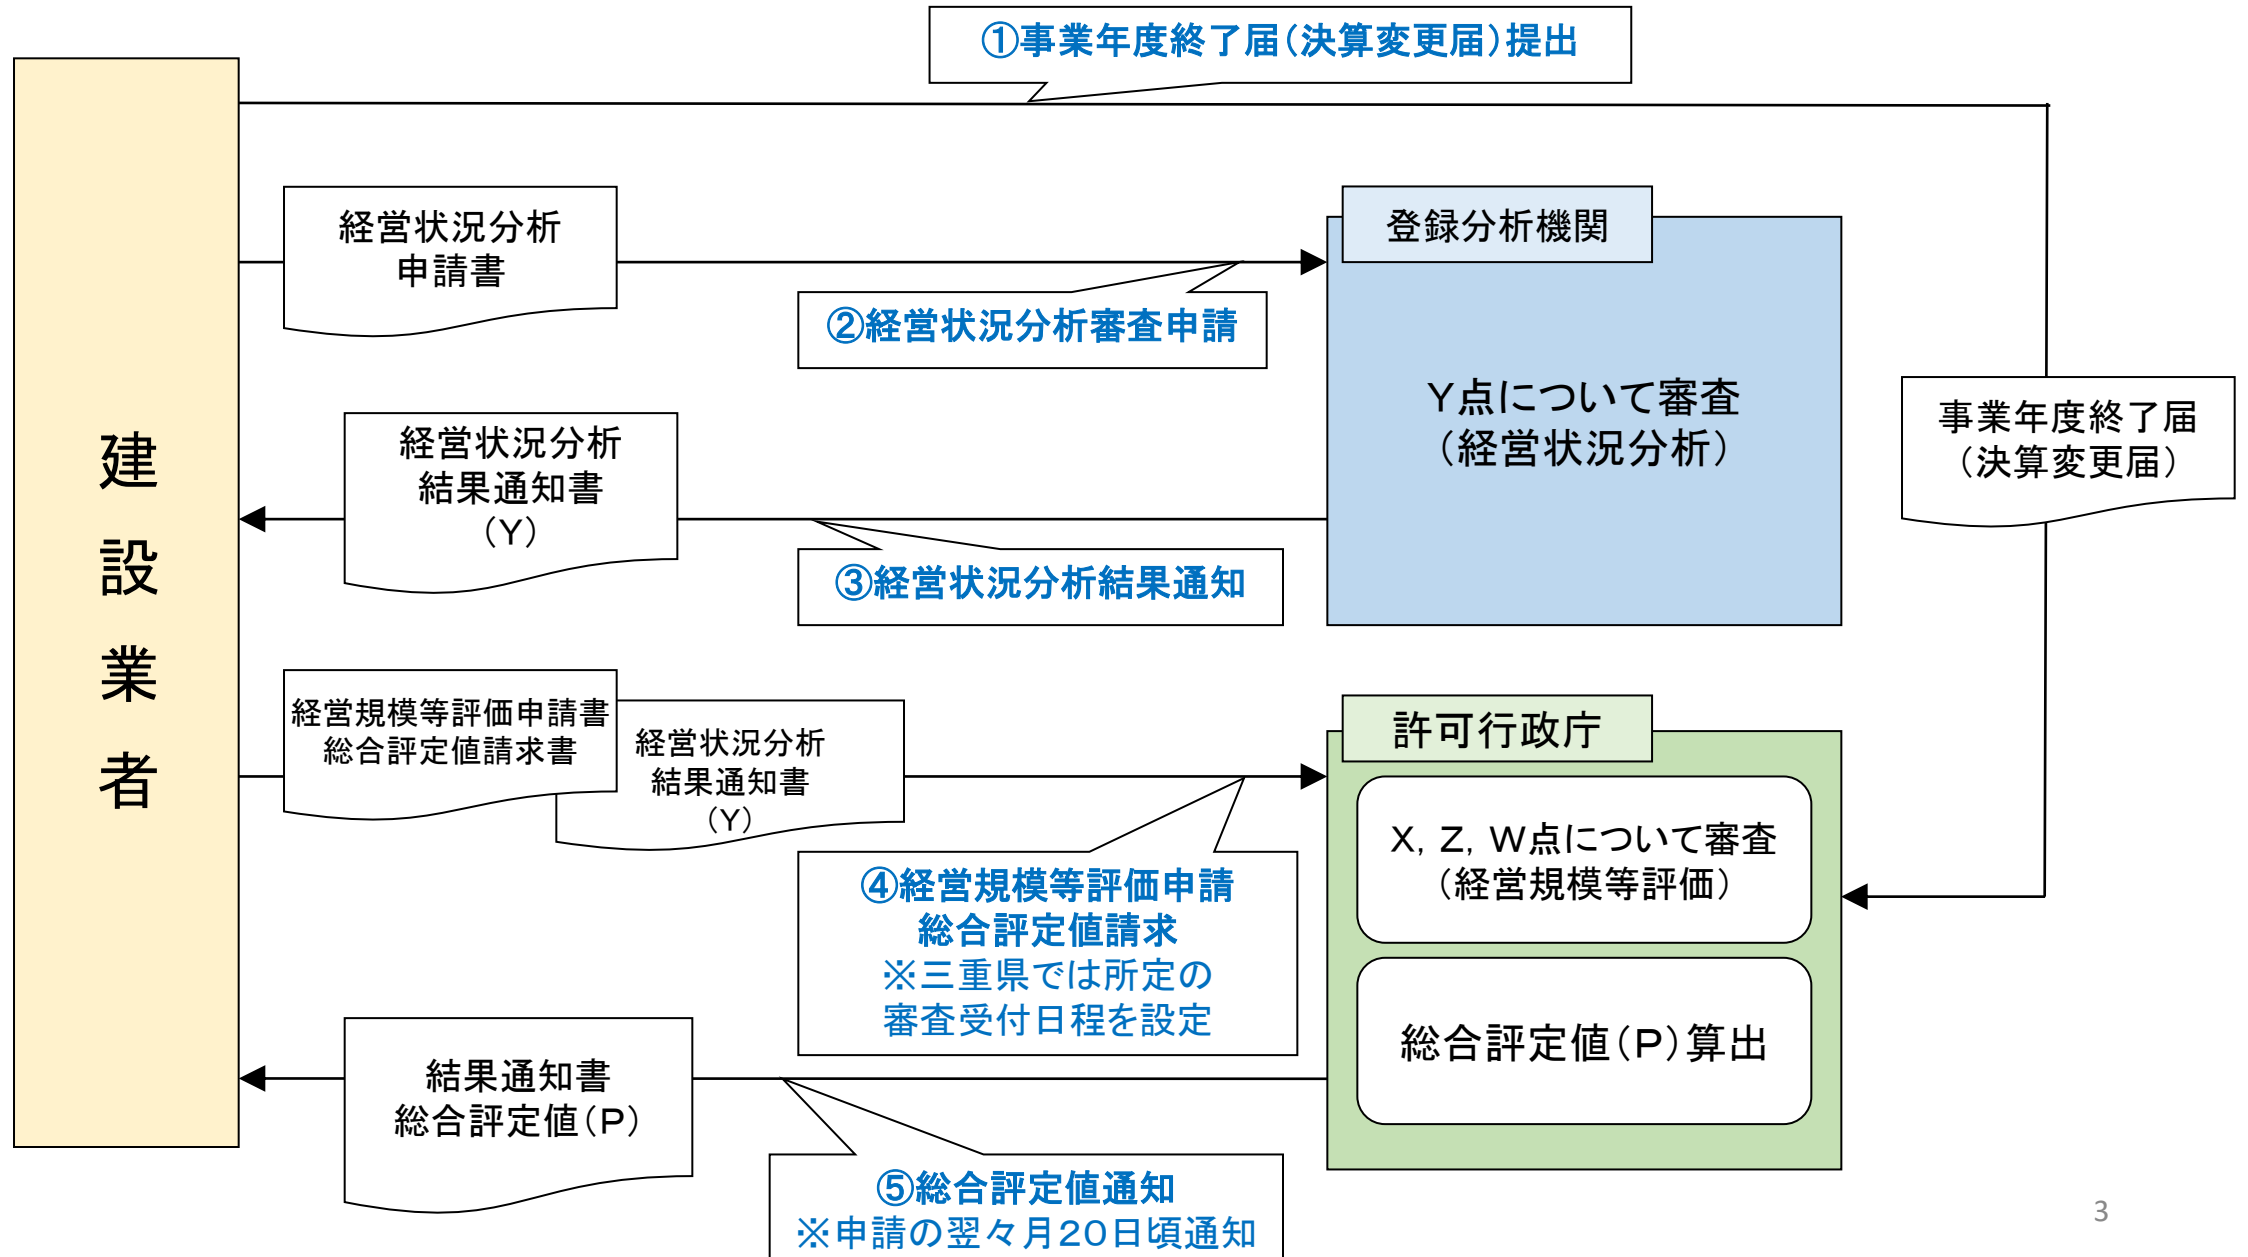 ①事業年度終了届（決算変更届）提出
建
設
業
者
経営状況分析
申請書
②経営状況分析審査申請
登録分析機関
Y点について審査
（経営状況分析）
経営状況分析
結果通知書
（Y）
③経営状況分析結果通知
事業年度終了届
（決算変更届）
経営規模等評価申請書
総合評定値請求書
経営状況分析
結果通知書
（Y）
④経営規模等評価申請
総合評定値請求
※三重県では所定の
審査受付日程を設定
許可行政庁
X, Z, W点について審査
（経営規模等評価）
総合評定値（P）算出
結果通知書
総合評定値（P）
⑤総合評定値通知
※申請の翌々月20日頃通知
3